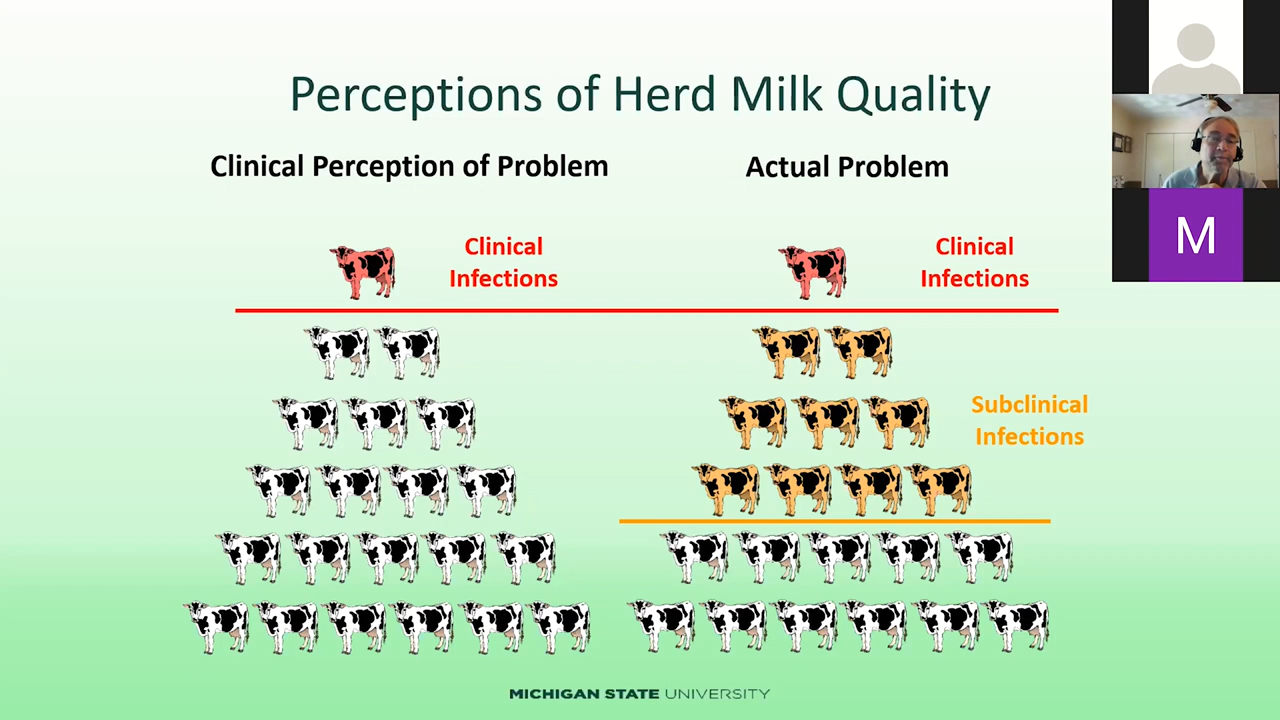 Perceptions of Herd Milk Quality
Clinical Perception of Problem
Actual Problem
Clinical
Infections
Clinical
Infections
Subclinical
Infections
MICHIGAN STATE UNIVERSITY
M